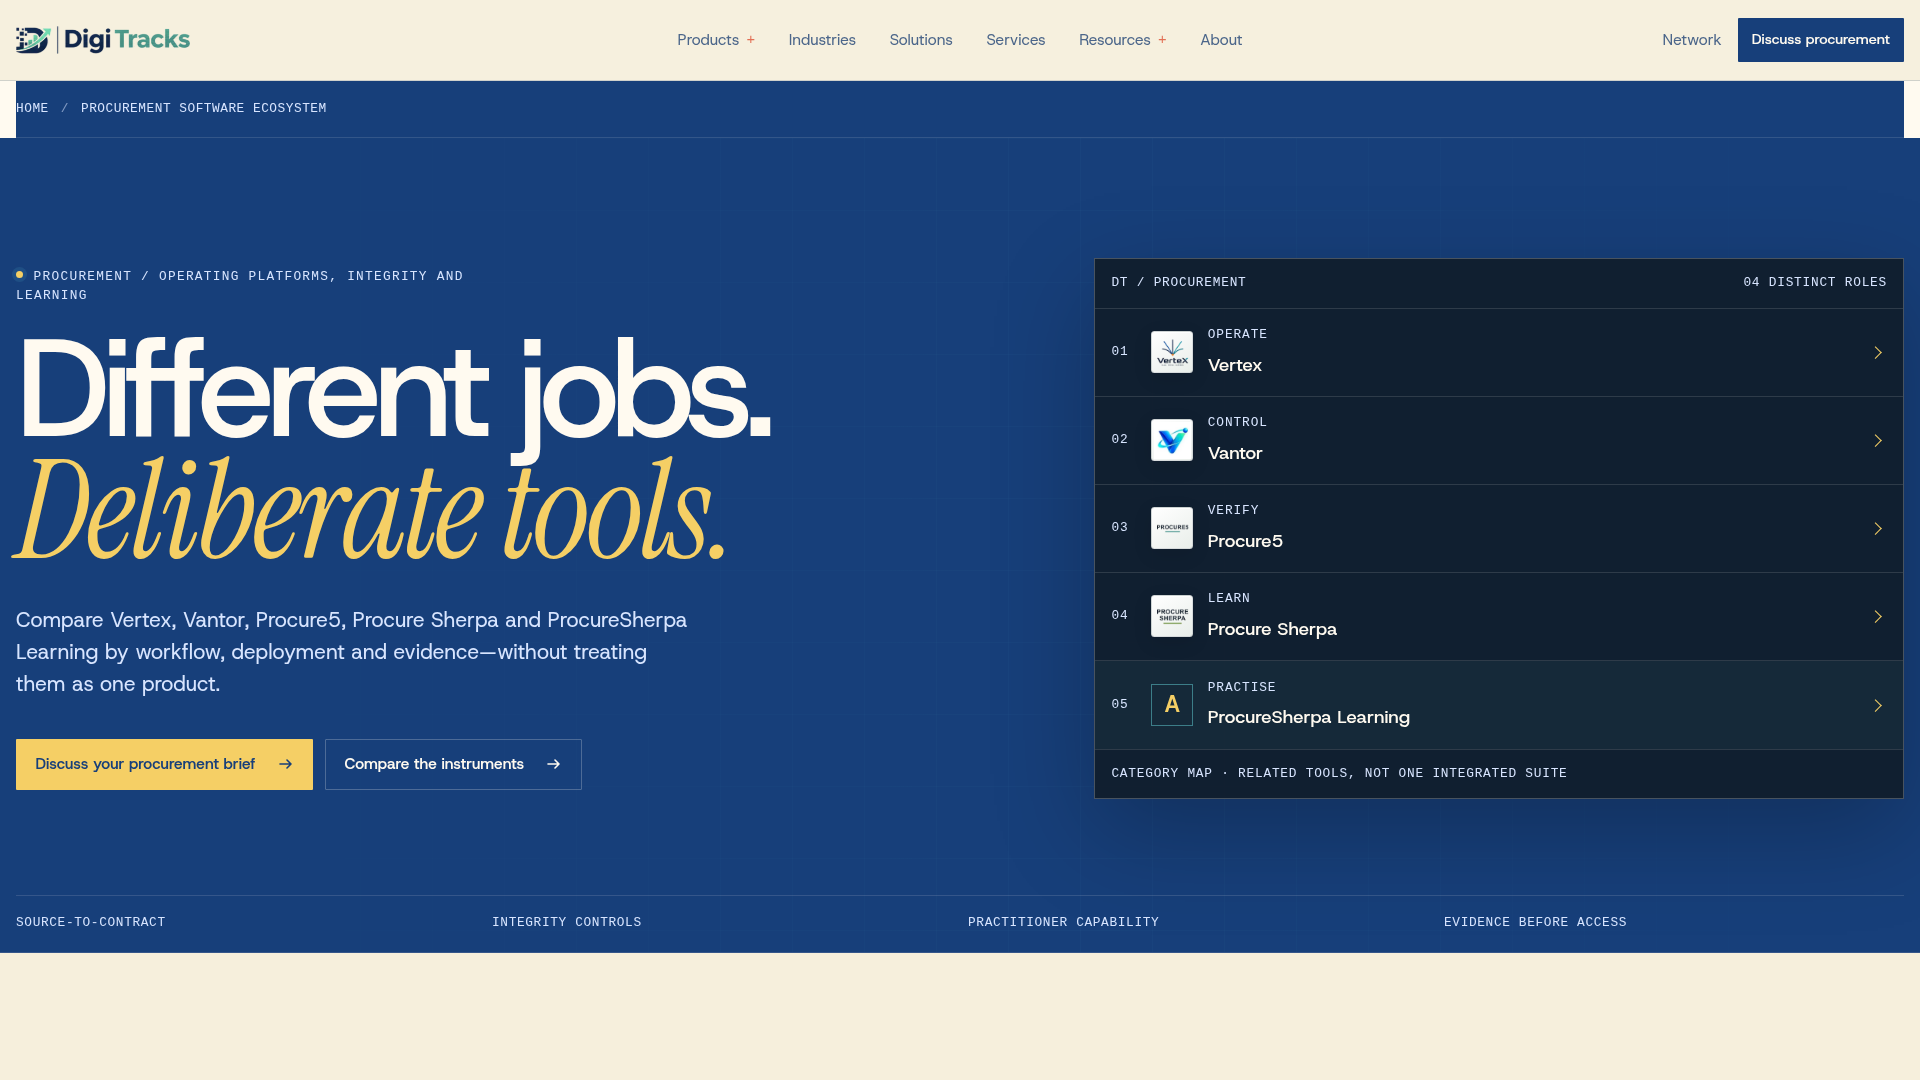 Digi Tracks
Products +
Industries
Solutions
Services
Resources +
About
Network
Discuss procurement
HOME / PROCUREMENT SOFTWARE ECOSYSTEM
PROCUREMENT / OPERATING PLATFORMS, INTEGRITY AND
LEARNING
Different jobs.
Deliberate tools.
Compare Vertex, Vantor, Procure5, Procure Sherpa and ProcureSherpa
Learning by workflow, deployment and evidence—without treating
them as one product.
Discuss your procurement brief →
Compare the instruments →
DT / PROCUREMENT
04 DISTINCT ROLES
01
VerteX
OPERATE
Vertex
02
CONTROL
Vantor
03
PROCURE5
VERIFY
Procure5
04
PROCURE
SHERPA
LEARN
Procure Sherpa
05
A
PRACTISE
ProcureSherpa Learning
CATEGORY MAP · RELATED TOOLS, NOT ONE INTEGRATED SUITE
SOURCE-TO-CONTRACT
INTEGRITY CONTROLS
PRACTITIONER CAPABILITY
EVIDENCE BEFORE ACCESS